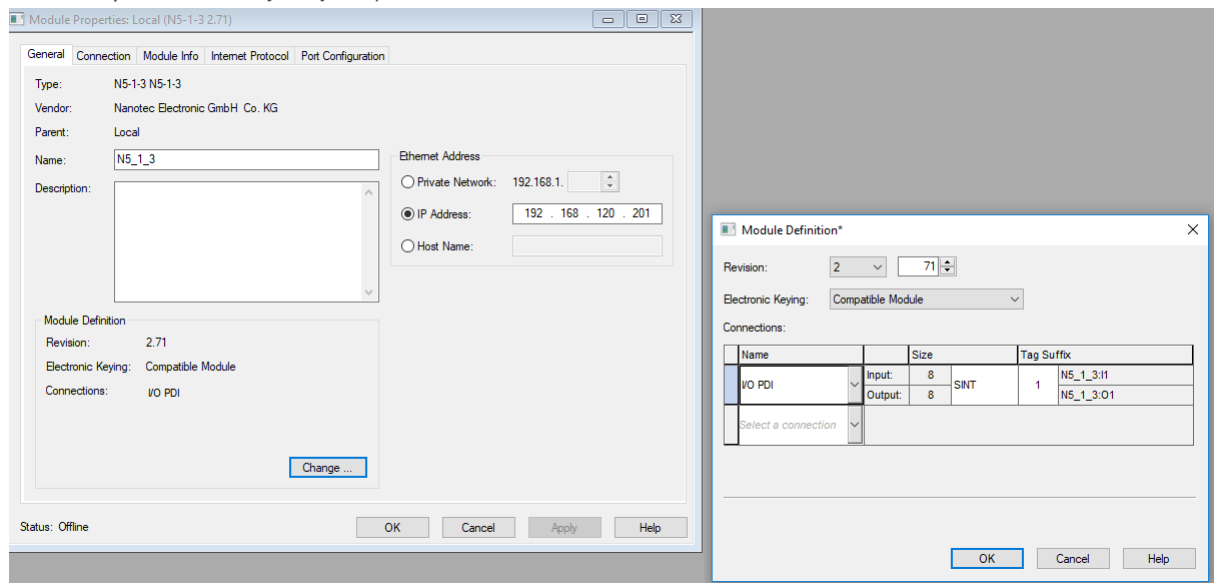 Module Properties: Local (N5-1-3 2.71)
General Connection Module Info Internet Protocol Port Configuration
Type: N5-1-3 N5-1-3
Vendor: Nanotec Electronic GmbH Co. KG
Parent: Local
Name: N5_1_3
Description:
Ethernet Address
Private Network: 192.168.1.
IP Address: 192 . 168 . 120 . 201
Host Name:
Module Definition
Revision: 2.71
Electronic Keying: Compatible Module
Connections: I/O PDI
Change ...
Status: Offline
OK Cancel Apply Help
Module Definition*
Revision: 2 71
Electronic Keying: Compatible Module
Connections:
Name Size Tag Suffix
I/O PDI Input: 8 SINT 1 N5_1_3:I1
Output: 8 N5_1_3:O1
Select a connection
OK Cancel Help